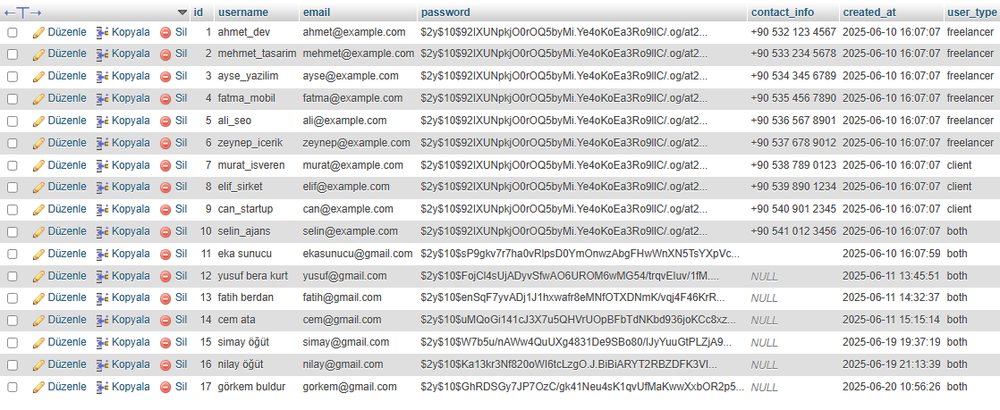 id username email password contact_info created_at user_type
Düzenle Kopyala Sil 1 ahmet_dev ahmet@example.com $2y$10$92IXUNpkjO0rOQ5byMi.Ye4oKoEa3Ro9llC/.og/at2... +90 532 123 4567 2025-06-10 16:07:07 freelancer
Düzenle Kopyala Sil 2 mehmet_tasarim mehmet@example.com $2y$10$92IXUNpkjO0rOQ5byMi.Ye4oKoEa3Ro9llC/.og/at2... +90 533 234 5678 2025-06-10 16:07:07 freelancer
Düzenle Kopyala Sil 3 ayse_yazilim ayse@example.com $2y$10$92IXUNpkjO0rOQ5byMi.Ye4oKoEa3Ro9llC/.og/at2... +90 534 345 6789 2025-06-10 16:07:07 freelancer
Düzenle Kopyala Sil 4 fatma_mobil fatma@example.com $2y$10$92IXUNpkjO0rOQ5byMi.Ye4oKoEa3Ro9llC/.og/at2... +90 535 456 7890 2025-06-10 16:07:07 freelancer
Düzenle Kopyala Sil 5 ali_seo ali@example.com $2y$10$92IXUNpkjO0rOQ5byMi.Ye4oKoEa3Ro9llC/.og/at2... +90 536 567 8901 2025-06-10 16:07:07 freelancer
Düzenle Kopyala Sil 6 zeynep_icerik zeynep@example.com $2y$10$92IXUNpkjO0rOQ5byMi.Ye4oKoEa3Ro9llC/.og/at2... +90 537 678 9012 2025-06-10 16:07:07 freelancer
Düzenle Kopyala Sil 7 murat_isveren murat@example.com $2y$10$92IXUNpkjO0rOQ5byMi.Ye4oKoEa3Ro9llC/.og/at2... +90 538 789 0123 2025-06-10 16:07:07 client
Düzenle Kopyala Sil 8 elif_sirket elif@example.com $2y$10$92IXUNpkjO0rOQ5byMi.Ye4oKoEa3Ro9llC/.og/at2... +90 539 890 1234 2025-06-10 16:07:07 client
Düzenle Kopyala Sil 9 can_startup can@example.com $2y$10$92IXUNpkjO0rOQ5byMi.Ye4oKoEa3Ro9llC/.og/at2... +90 540 901 2345 2025-06-10 16:07:07 client
Düzenle Kopyala Sil 10 selin_ajans selin@example.com $2y$10$92IXUNpkjO0rOQ5byMi.Ye4oKoEa3Ro9llC/.og/at2... +90 541 012 3456 2025-06-10 16:07:07 both
Düzenle Kopyala Sil 11 eka sunucu ekasunucu@gmail.com $2y$10$sP9gkv7r7ha0vRIpsD0YmOnwzAbgFHwWnXN5TsYXpVc... 2025-06-10 16:07:59 both
Düzenle Kopyala Sil 12 yusuf bera kurt yusuf@gmail.com $2y$10$FojCl4sUjADyvSfwAO6UROM6wMG54/trqvEIuv/1fM.... NULL 2025-06-11 13:45:51 both
Düzenle Kopyala Sil 13 fatih berdan fatih@gmail.com $2y$10$enSqF7yvADj1J1hxwafr8eMNfOTXDNmK/vqj4F46KrR... NULL 2025-06-11 14:32:37 both
Düzenle Kopyala Sil 14 cem ata cem@gmail.com $2y$10$uMQoGi141cJ3X7u5QHVrUOpBFbTdNKbd936joKCc8xz... NULL 2025-06-11 15:15:14 both
Düzenle Kopyala Sil 15 simay öğüt simay@gmail.com $2y$10$W7b5u/nAWw4QuUXg4831De9SBo80/IJyYuuGtPLZjA9... NULL 2025-06-19 19:37:19 both
Düzenle Kopyala Sil 16 nilay öğüt nilay@gmail.com $2y$10$Ka13kr3Nf820oWI6tcLzgO.J.BiBiARYT2RBZDFK3Vl... NULL 2025-06-19 21:13:39 both
Düzenle Kopyala Sil 17 görkem buldur gorkem@gmail.com $2y$10$GhRDSGy7JP7OzC/gk41Neu4sK1qvUfMaKwwXxbOR2p5... NULL 2025-06-20 10:56:26 both